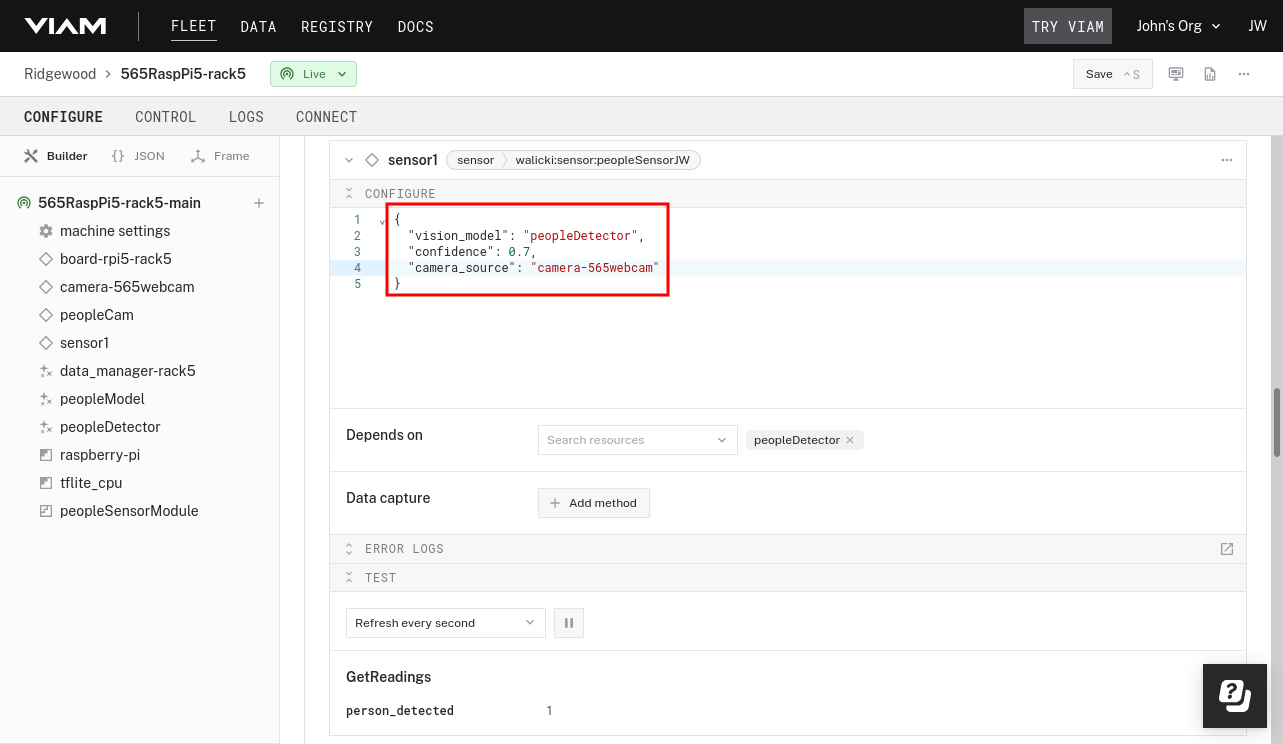 VIAM FLEET DATA REGISTRY DOCS TRY VIAM John's Org JW
Ridgewood > 565RaspPi5-rack5 Live Save ^S ...
CONFIGURE CONTROL LOGS CONNECT
Builder {} JSON Frame
565RaspPi5-rack5-main +
machine settings
board-rpi5-rack5
camera-565webcam
peopleCam
sensor1
data_manager-rack5
peopleModel
peopleDetector
raspberry-pi
tflite_cpu
peopleSensorModule
sensor1 sensor walicki:sensor:peopleSensorJW ...
CONFIGURE
1 {
2 "vision_model": "peopleDetector",
3 "confidence": 0.7,
4 "camera_source": "camera-565webcam"
5 }
Depends on Search resources peopleDetector ×
Data capture + Add method
ERROR LOGS
TEST
Refresh every second
GetReadings
person_detected 1